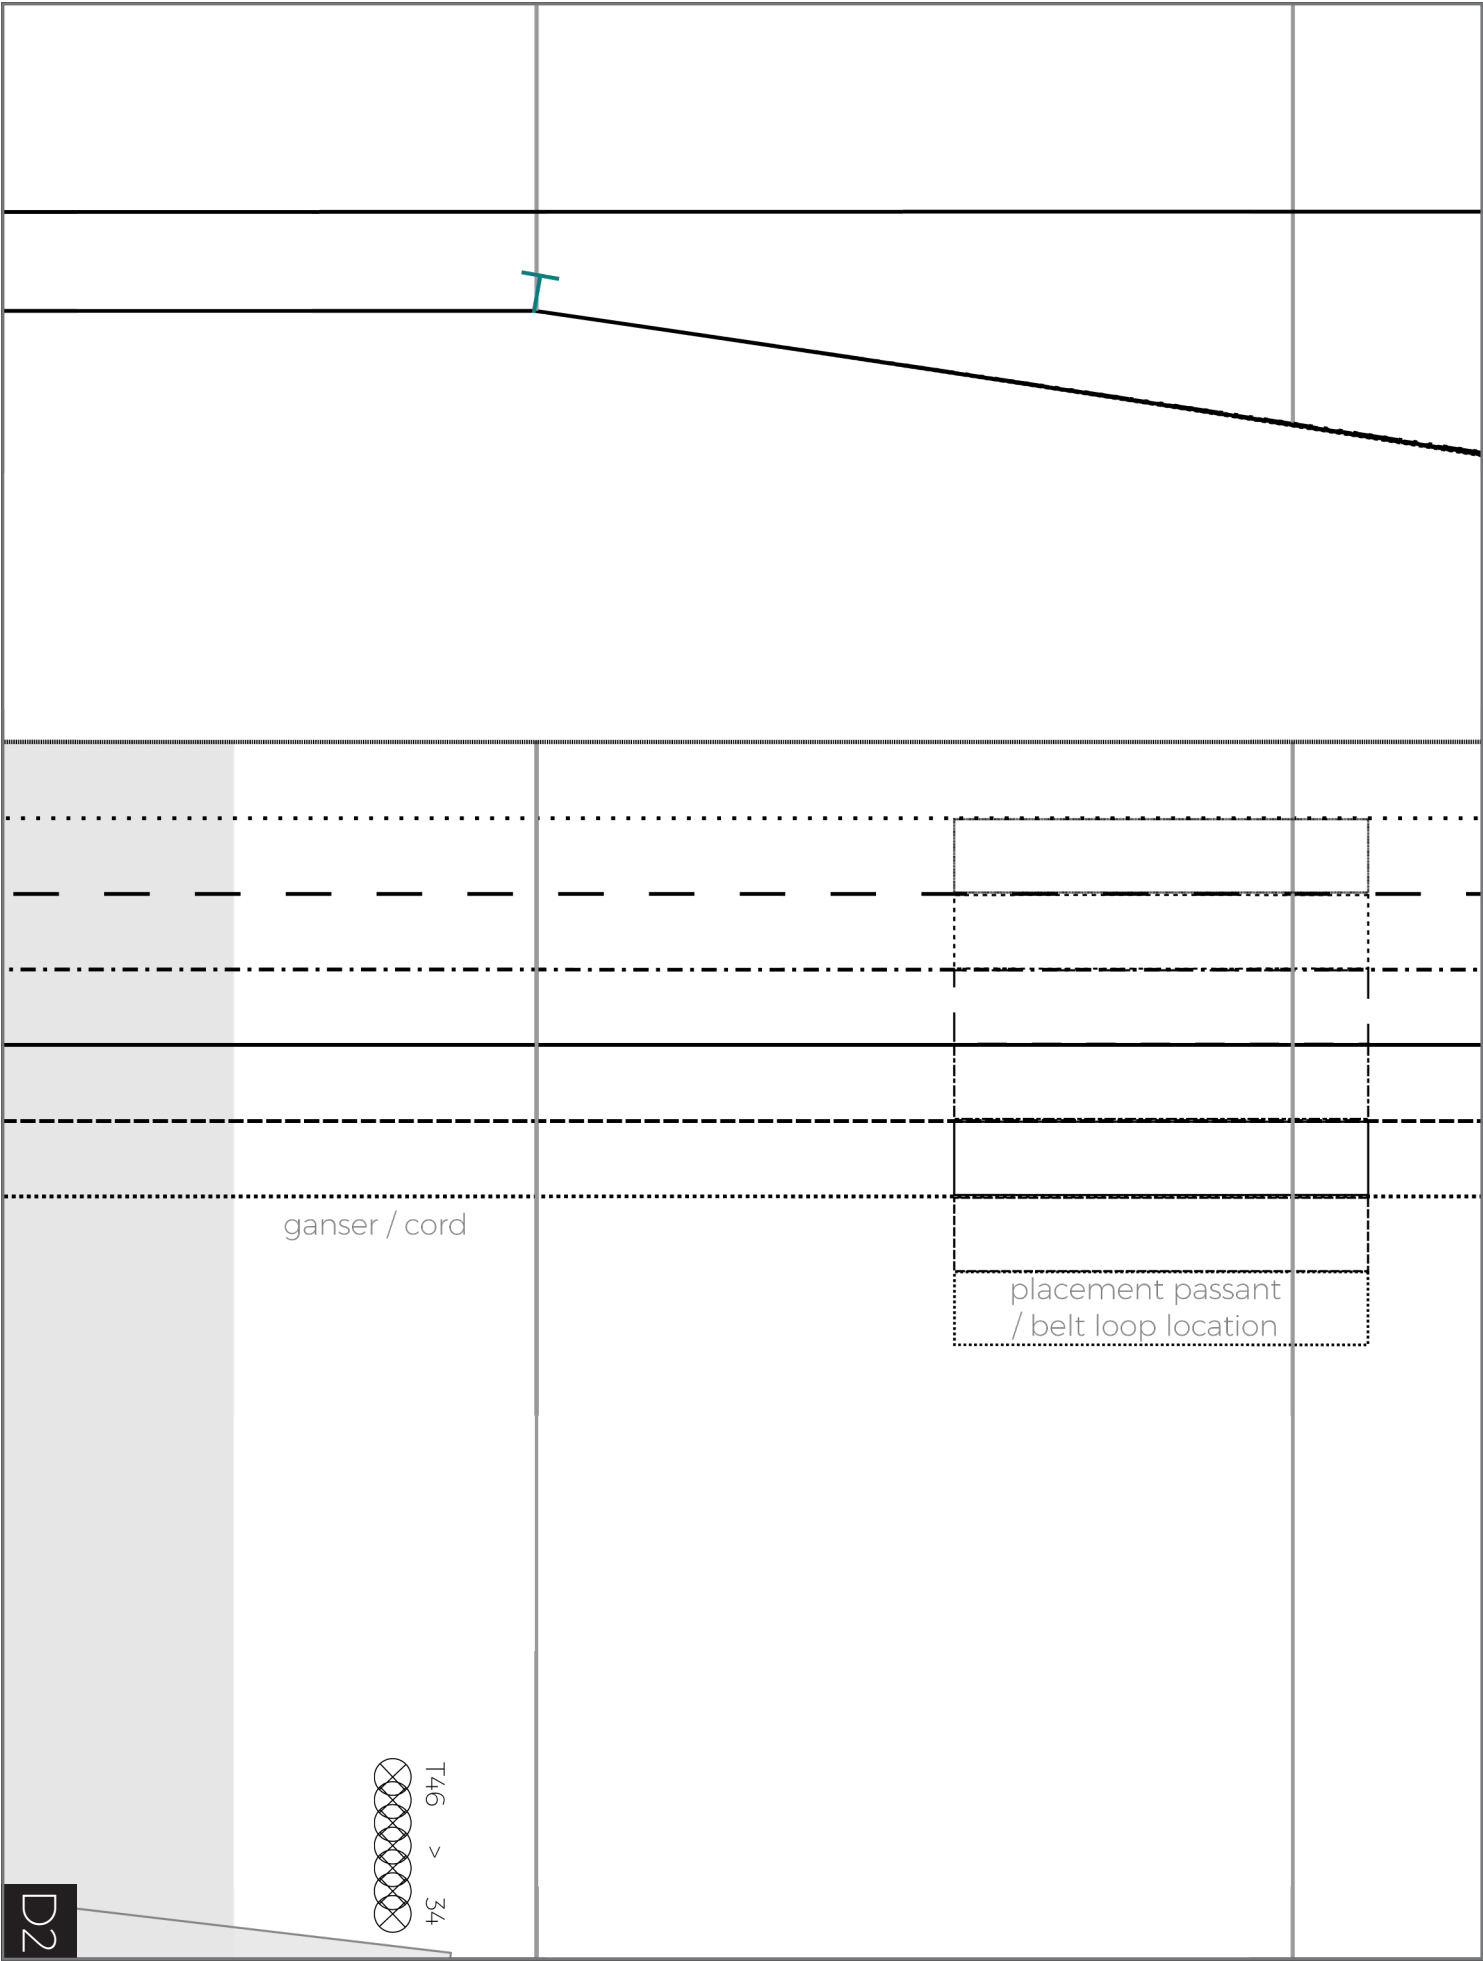 ganser / cord
placement passant
/ belt loop location
T46 > 34
D2